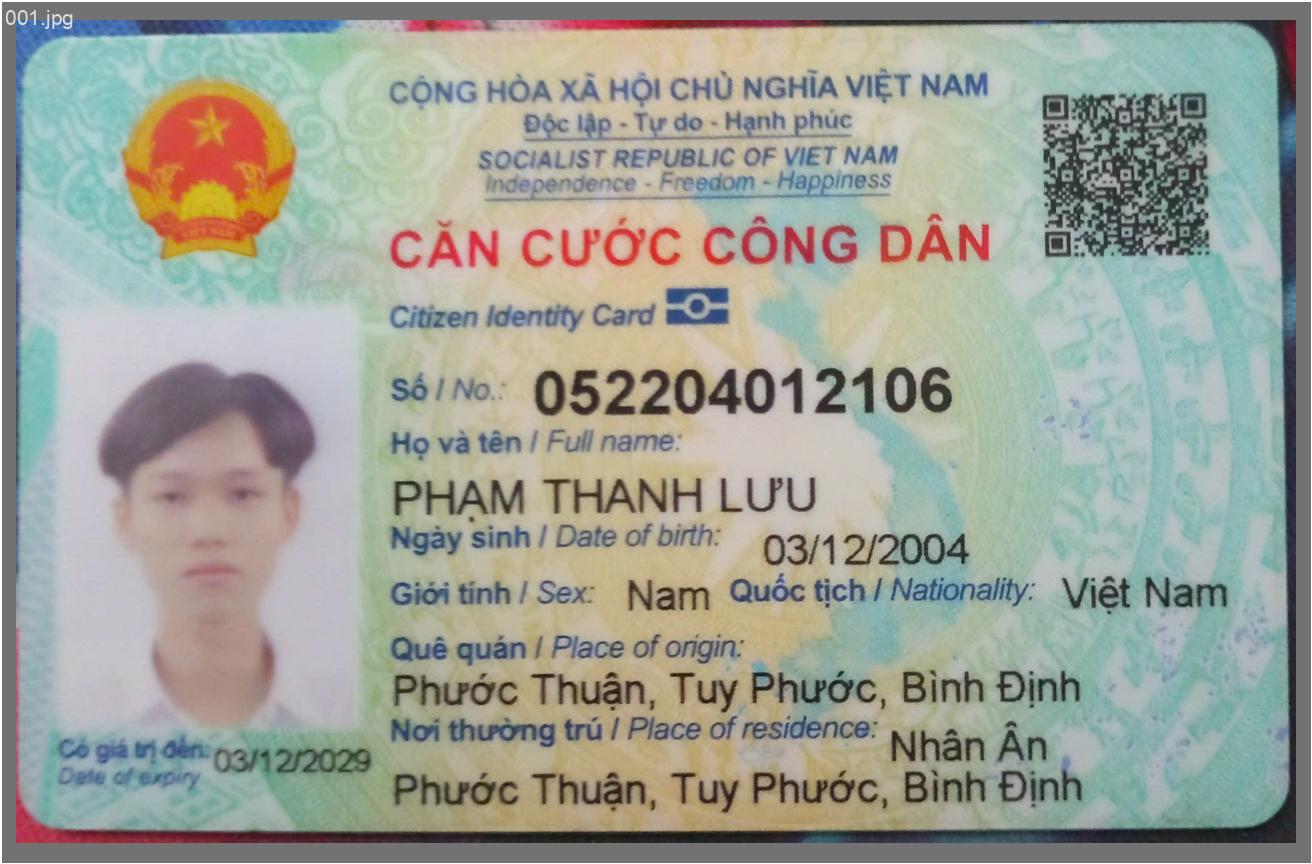 001.jpg
CỘNG HÒA XÃ HỘI CHỦ NGHĨA VIỆT NAM
Độc lập - Tự do - Hạnh phúc
SOCIALIST REPUBLIC OF VIET NAM
Independence - Freedom - Happiness
CĂN CƯỚC CÔNG DÂN
Citizen Identity Card
Số / No.: 052204012106
Họ và tên / Full name:
PHẠM THANH LƯU
Ngày sinh / Date of birth: 03/12/2004
Giới tính / Sex: Nam Quốc tịch / Nationality: Việt Nam
Quê quán / Place of origin:
Phước Thuận, Tuy Phước, Bình Định
Nơi thường trú / Place of residence: Nhân Ân
Phước Thuận, Tuy Phước, Bình Định
Có giá trị đến: 03/12/2029
Date of expiry
VIỆT NAM